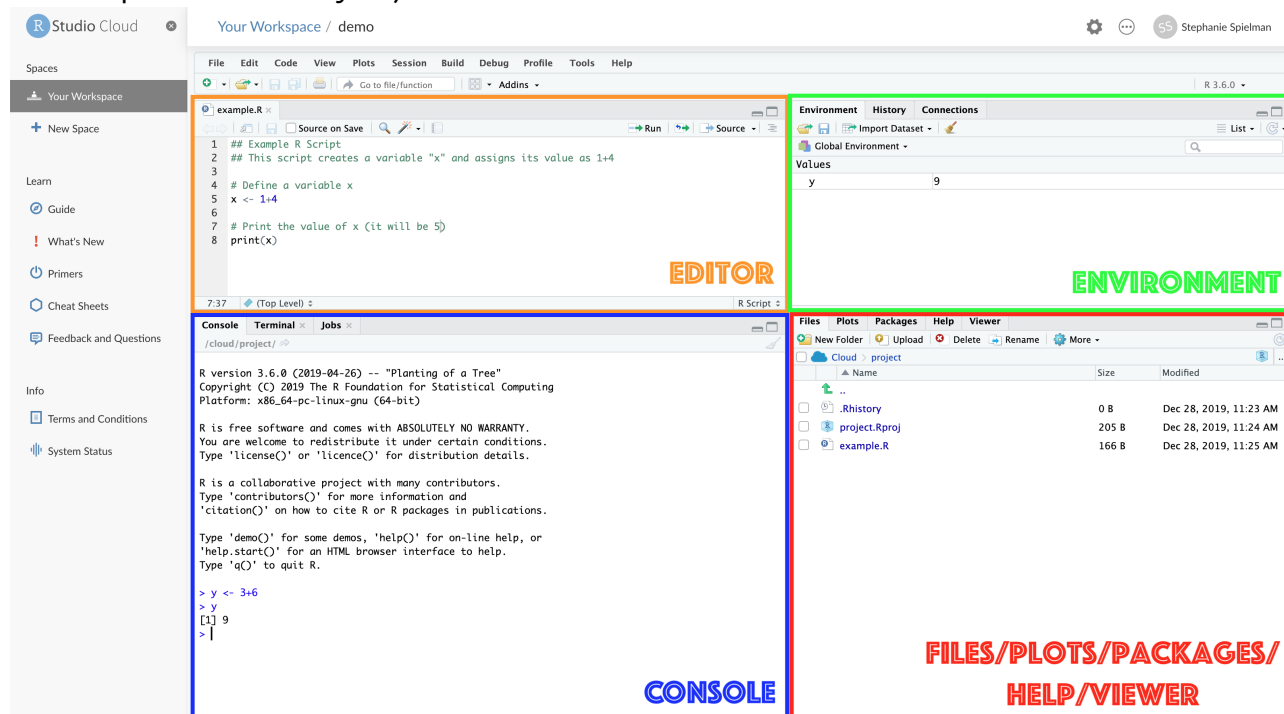 R Studio Cloud
Your Workspace / demo
SS Stephanie Spielman
Spaces
Your Workspace
New Space
Learn
Guide
What's New
Primers
Cheat Sheets
Feedback and Questions
Info
Terms and Conditions
System Status
File Edit Code View Plots Session Build Debug Profile Tools Help
Go to file/function Addins
R 3.6.0
example.R
Source on Save Run Source
1 ## Example R Script
2 ## This script creates a variable "x" and assigns its value as 1+4
3
4 # Define a variable x
5 x <- 1+4
6
7 # Print the value of x (it will be 5)
8 print(x)
EDITOR
7:37 (Top Level) R Script
Console Terminal Jobs
/cloud/project/
R version 3.6.0 (2019-04-26) -- "Planting of a Tree"
Copyright (C) 2019 The R Foundation for Statistical Computing
Platform: x86_64-pc-linux-gnu (64-bit)
R is free software and comes with ABSOLUTELY NO WARRANTY.
You are welcome to redistribute it under certain conditions.
Type 'license()' or 'licence()' for distribution details.
R is a collaborative project with many contributors.
Type 'contributors()' for more information and
'citation()' on how to cite R or R packages in publications.
Type 'demo()' for some demos, 'help()' for on-line help, or
'help.start()' for an HTML browser interface to help.
Type 'q()' to quit R.
> y <- 3+6
> y
[1] 9
>
CONSOLE
Environment History Connections
Import Dataset List
Global Environment
Values
y 9
ENVIRONMENT
Files Plots Packages Help Viewer
New Folder Upload Delete Rename More
Cloud > project
Name Size Modified
..
.Rhistory 0 B Dec 28, 2019, 11:23 AM
project.Rproj 205 B Dec 28, 2019, 11:24 AM
example.R 166 B Dec 28, 2019, 11:25 AM
FILES/PLOTS/PACKAGES/
HELP/VIEWER